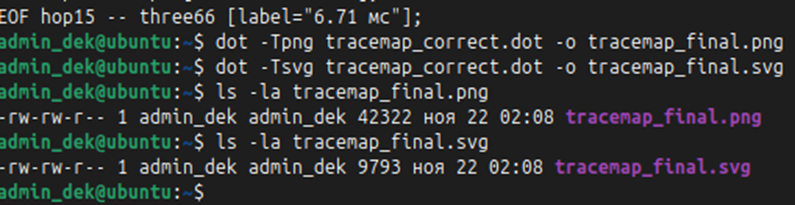 EOF hop15 -- three66 [label="6.71 мс"];
admin_dek@ubuntu:~$ dot -Tpng tracemap_correct.dot -o tracemap_final.png
admin_dek@ubuntu:~$ dot -Tsvg tracemap_correct.dot -o tracemap_final.svg
admin_dek@ubuntu:~$ ls -la tracemap_final.png
-rw-rw-r-- 1 admin_dek admin_dek 42322 ноя 22 02:08 tracemap_final.png
admin_dek@ubuntu:~$ ls -la tracemap_final.svg
-rw-rw-r-- 1 admin_dek admin_dek 9793 ноя 22 02:08 tracemap_final.svg
admin_dek@ubuntu:~$